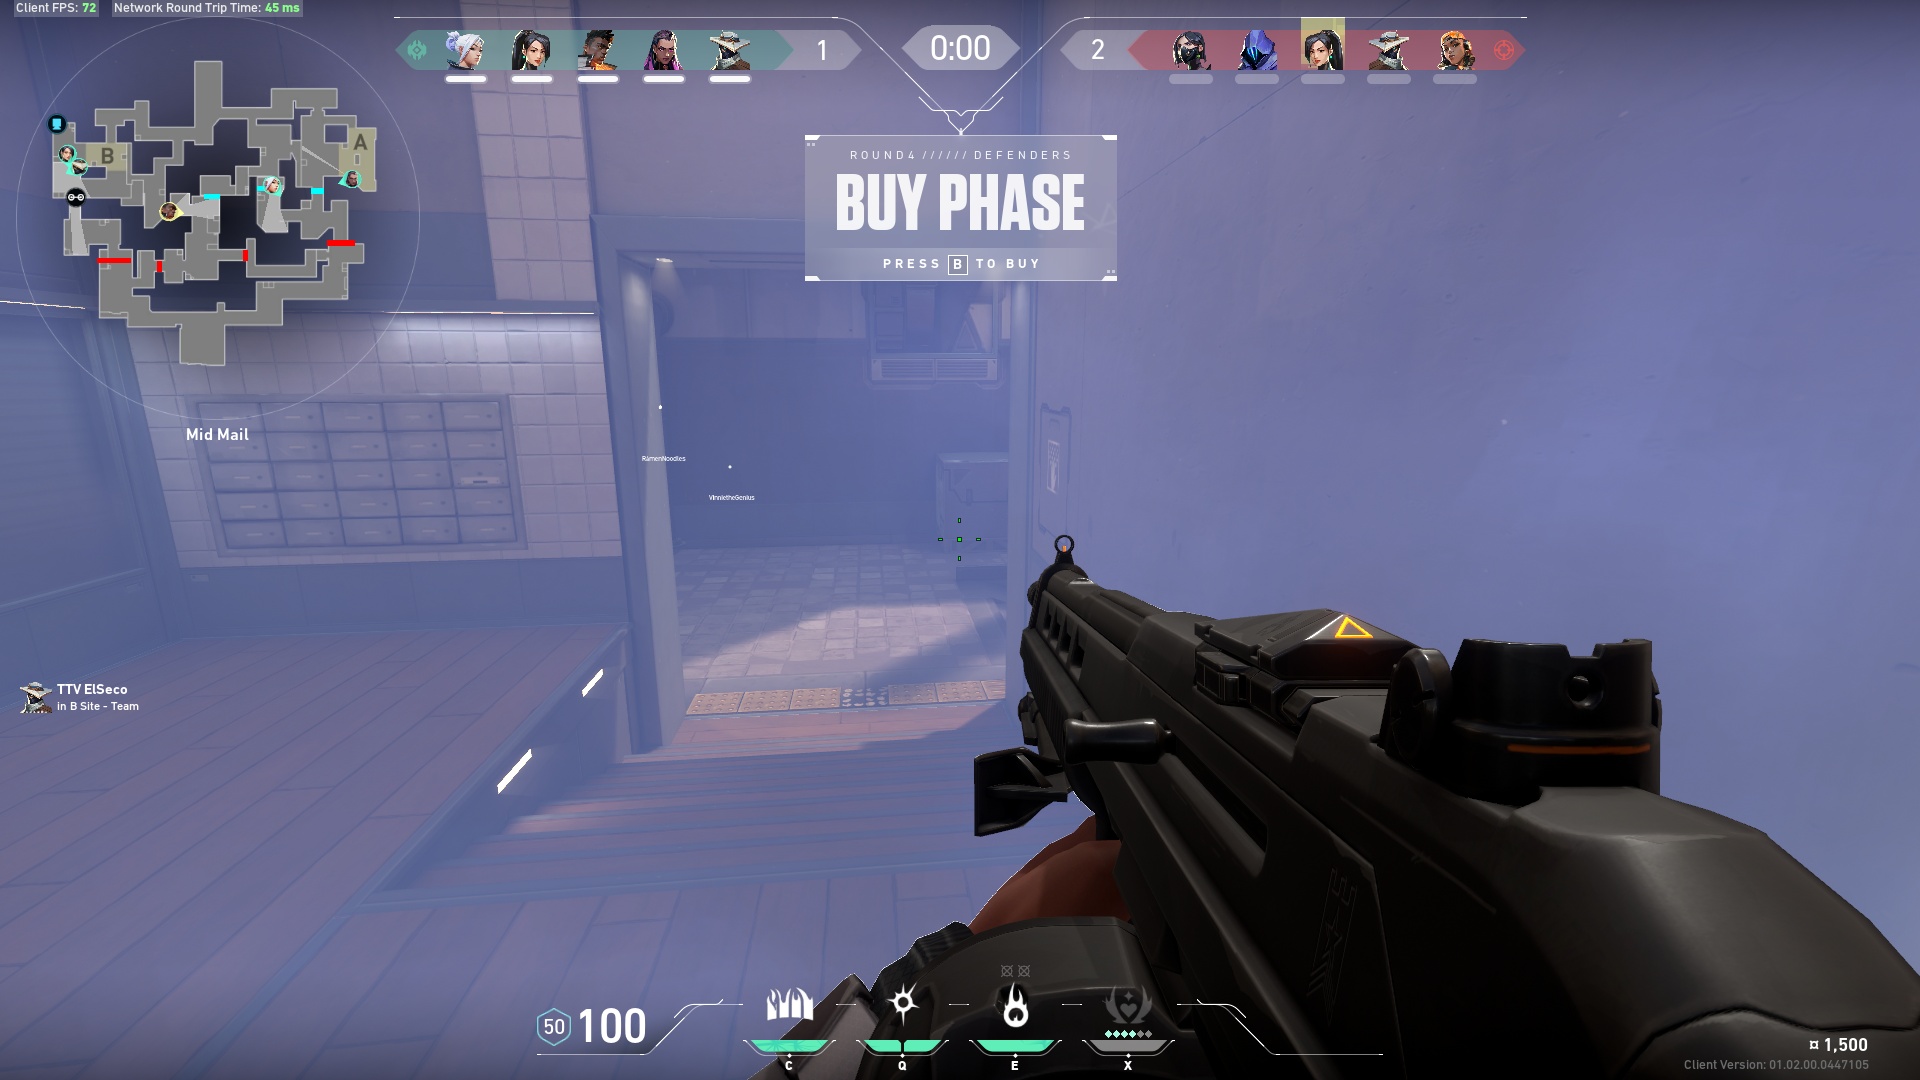 Client FPS: 72 Network Round Trip Time: 45 ms
1
0:00
2
A
B
ROUND 4 ////// DEFENDERS
BUY PHASE
PRESS B TO BUY
Mid Mail
RamenNoodles
VinnietheGenius
TTV ElSeco
in B Site - Team
50 100
C Q E X
¤ 1,500
Client Version: 01.02.00.0447105